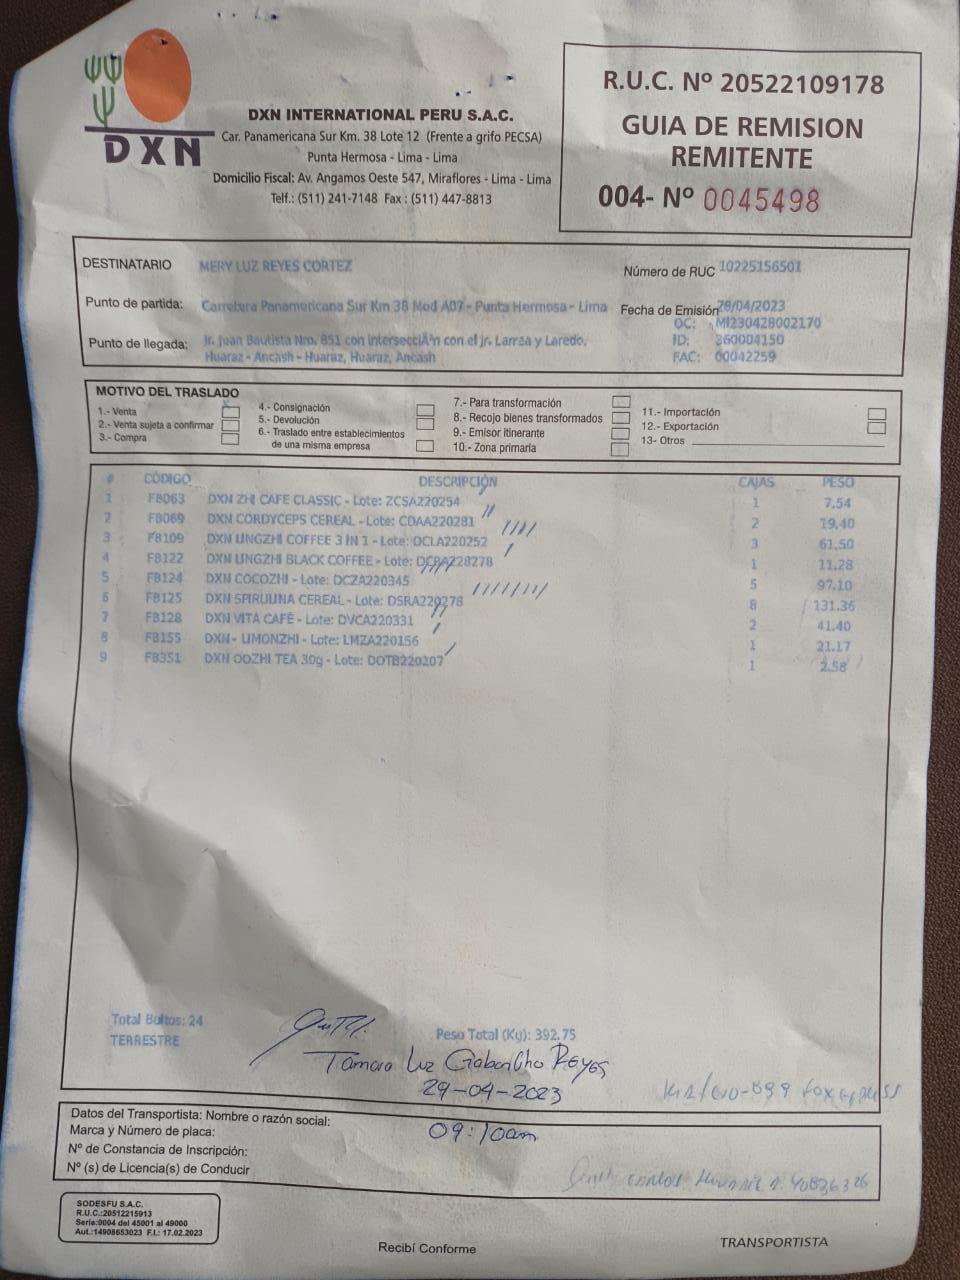 DXN
DXN INTERNATIONAL PERU S.A.C.
Car. Panamericana Sur Km. 38 Lote 12 (Frente a grifo PECSA)
Punta Hermosa - Lima - Lima
Domicilio Fiscal: Av. Angamos Oeste 547, Miraflores - Lima - Lima
Telf.: (511) 241-7148 Fax : (511) 447-8813
R.U.C. Nº 20522109178
GUIA DE REMISION
REMITENTE
004- Nº 0045498
DESTINATARIO MERY LUZ REYES CORTEZ
Número de RUC 10225156501
Punto de partida: Carretera Panamericana Sur Km 38 Mod A07 - Punta Hermosa - Lima
Fecha de Emisión 28/04/2023
OC: MI230428002170
Punto de llegada: Jr. Juan Bautista Nro. 851 con intersecciÃ³n con el Jr. Larrea y Laredo,
ID: 360004150
Huaraz - Ancash - Huaraz, Huaraz, Ancash
FAC: 00042259
MOTIVO DEL TRASLADO
1.- Venta x
2.- Venta sujeta a confirmar
3.- Compra
4.- Consignación
5.- Devolución
6.- Traslado entre establecimientos
de una misma empresa
7.- Para transformación
8.- Recojo bienes transformados
9.- Emisor itinerante
10.- Zona primaria
11.- Importación
12.- Exportación
13- Otros
# CÓDIGO DESCRIPCIÓN CAJAS PESO
1 FB063 DXN ZHI CAFE CLASSIC - Lote: ZCSA220254 1 7.54
2 FB069 DXN CORDYCEPS CEREAL - Lote: CDAA220281 2 19.40
3 FB109 DXN LINGZHI COFFEE 3 IN 1 - Lote: DCLA220252 3 61,50
4 FB122 DXN LINGZHI BLACK COFFEE - Lote: 1 11.28
5 FB124 DXN COCOZHI - Lote: DCZA220345 5 97.10
6 FB125 DXN SPIRULINA CEREAL - Lote: DSRA220278 8 131.36
7 FB128 DXN VITA CAFÉ - Lote: DVCA220331 2 41.40
8 FB155 DXN - LIMONZHI - Lote: LMZA220156 1 21.17
9 FB351 DXN OOZHI TEA 30g - Lote: DOTB220207 1 2.58
Total Bultos: 24
Peso Total (Kg): 392.75
TERRESTRE
Tamara Luz Reyes
29-04-2023
09:10am
Datos del Transportista: Nombre o razón social:
Marca y Número de placa:
Nº de Constancia de Inscripción:
Nº (s) de Licencia(s) de Conducir
SODESFU S.A.C.
R.U.C.:20512215913
Serie:0004 del 45001 al 49000
Aut.:14908653023 F.I.: 17.02.2023
Recibí Conforme
TRANSPORTISTA